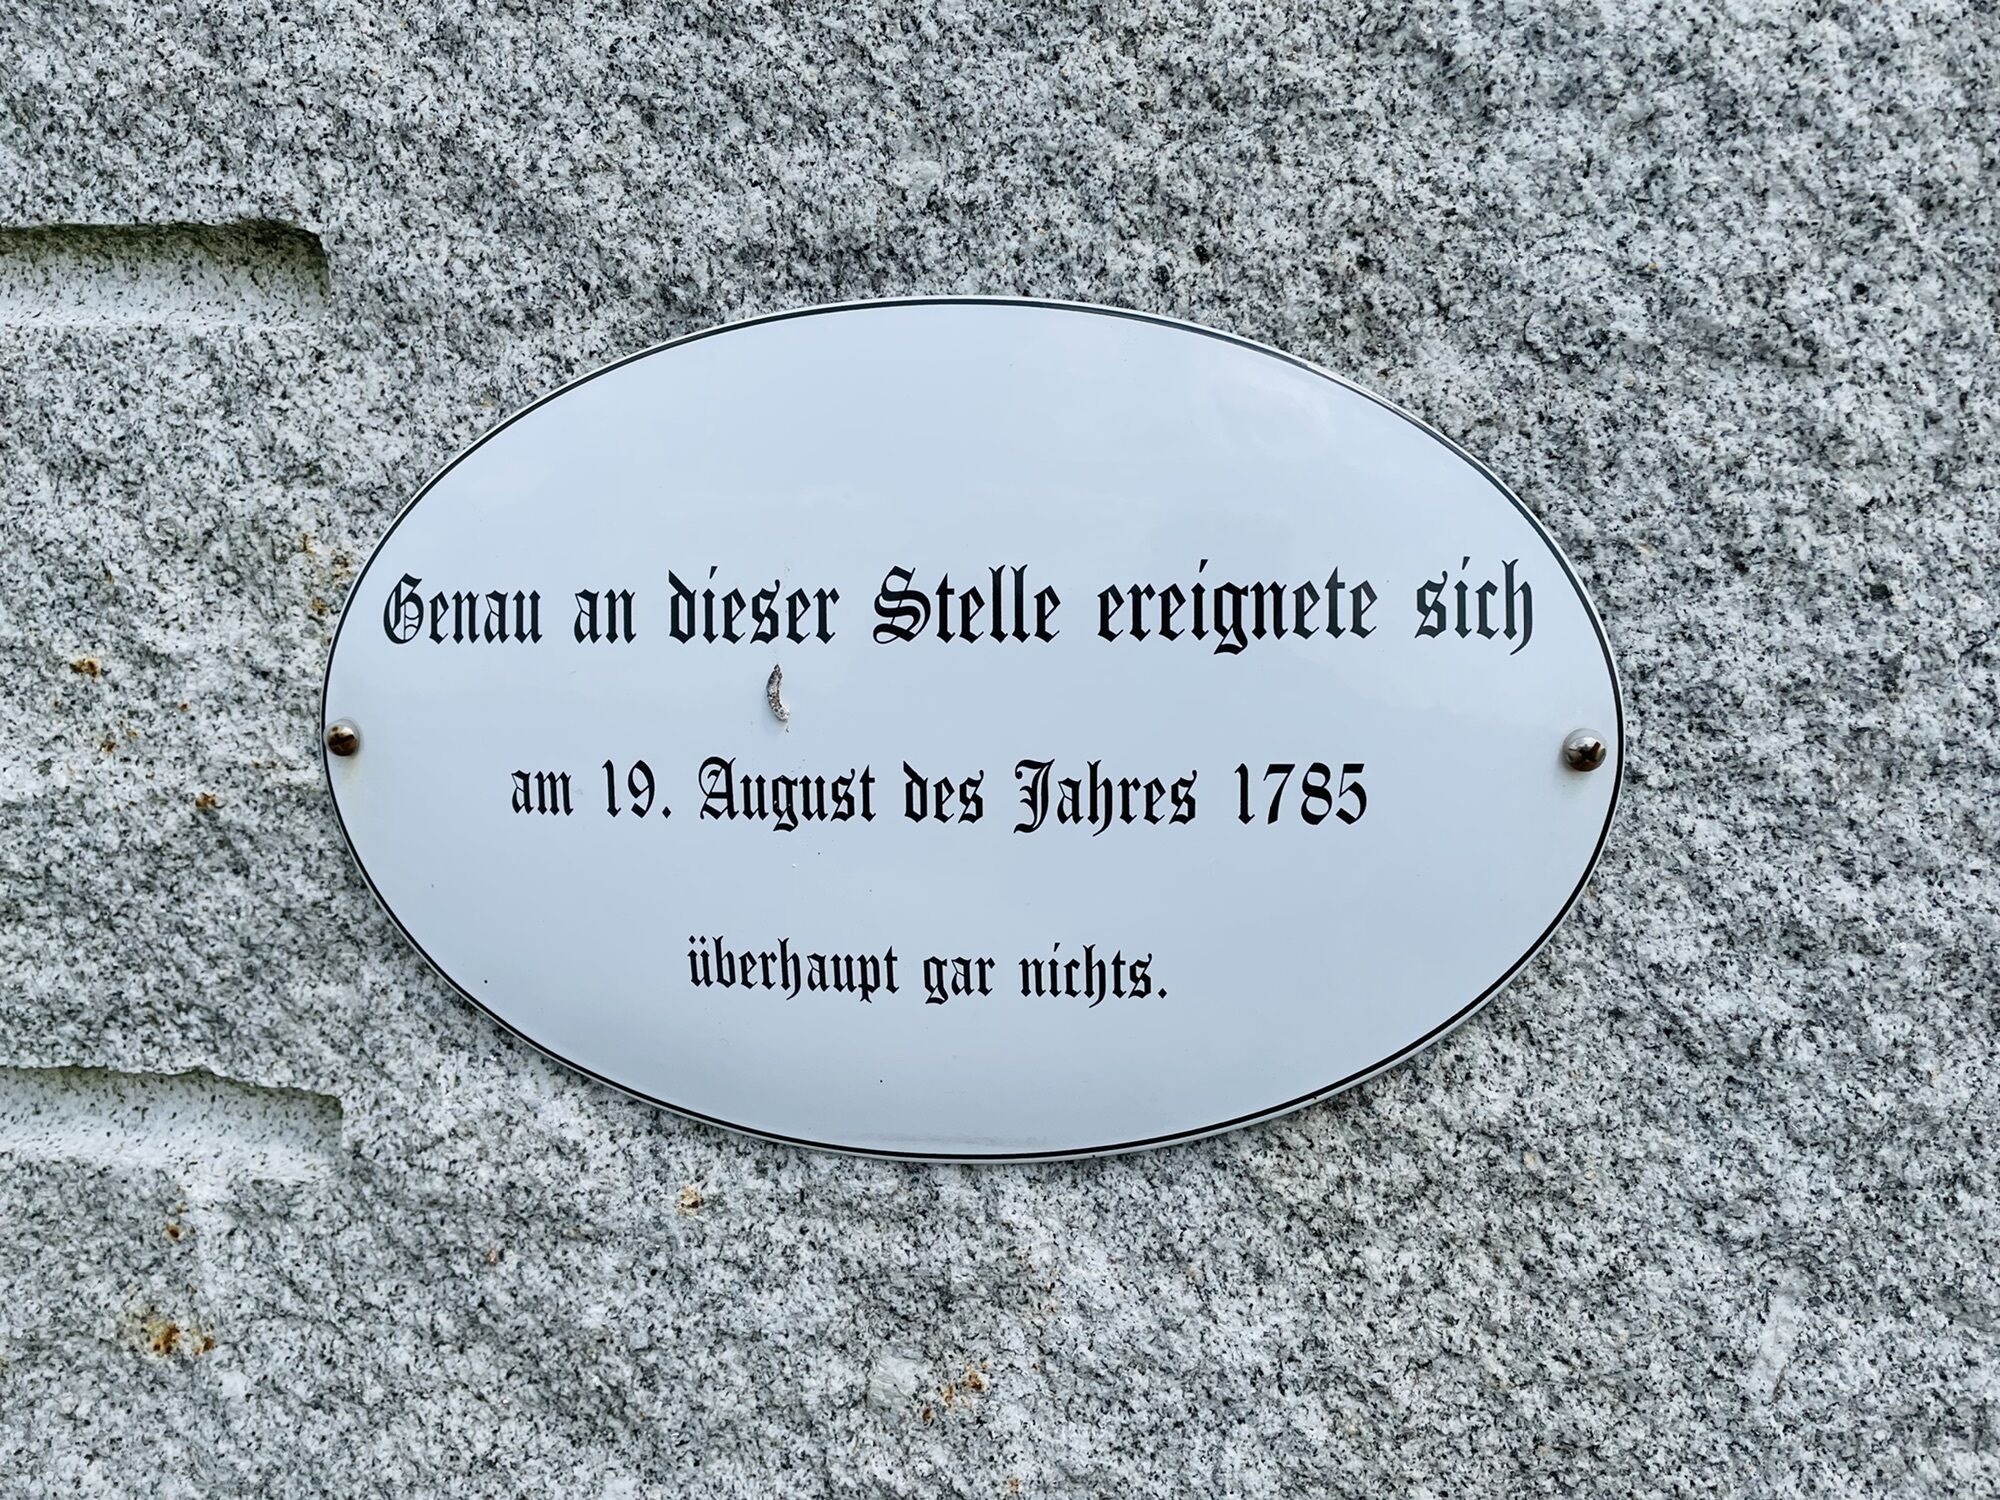 Genau an dieser Stelle ereignete sich
am 19. August des Jahres 1785
überhaupt gar nichts.